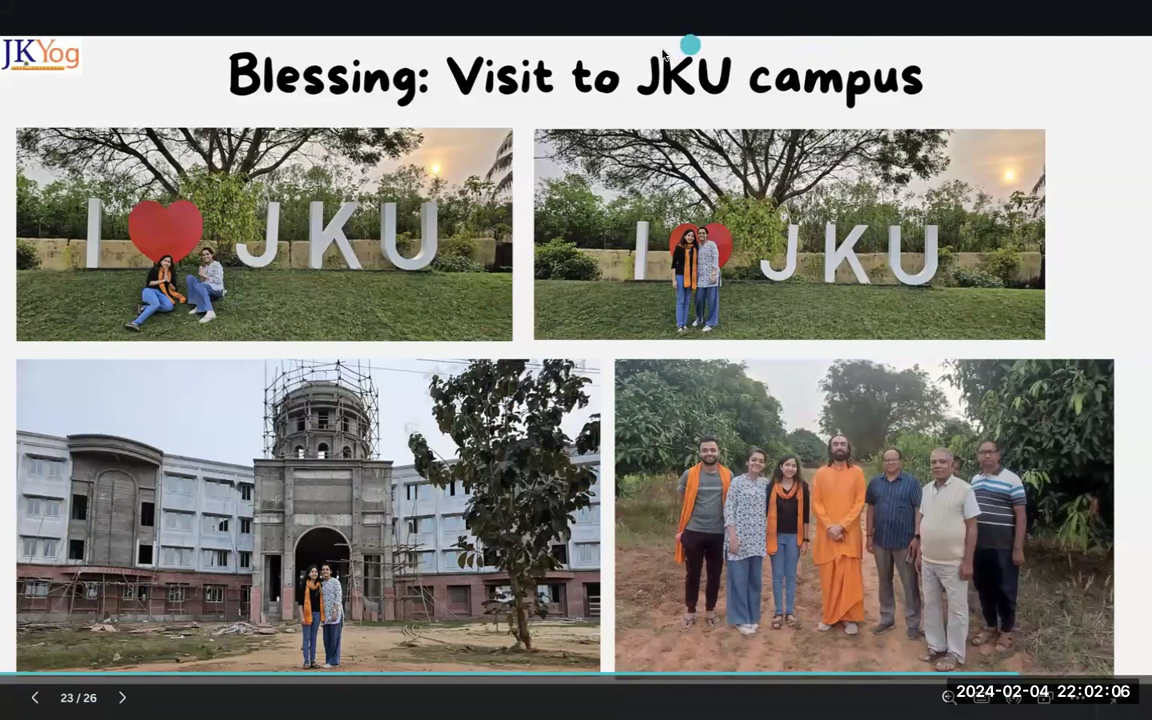 JKYog
Blessing: Visit to JKU campus
I JKU
I JKU
23 / 26
2024-02-04 22:02:06